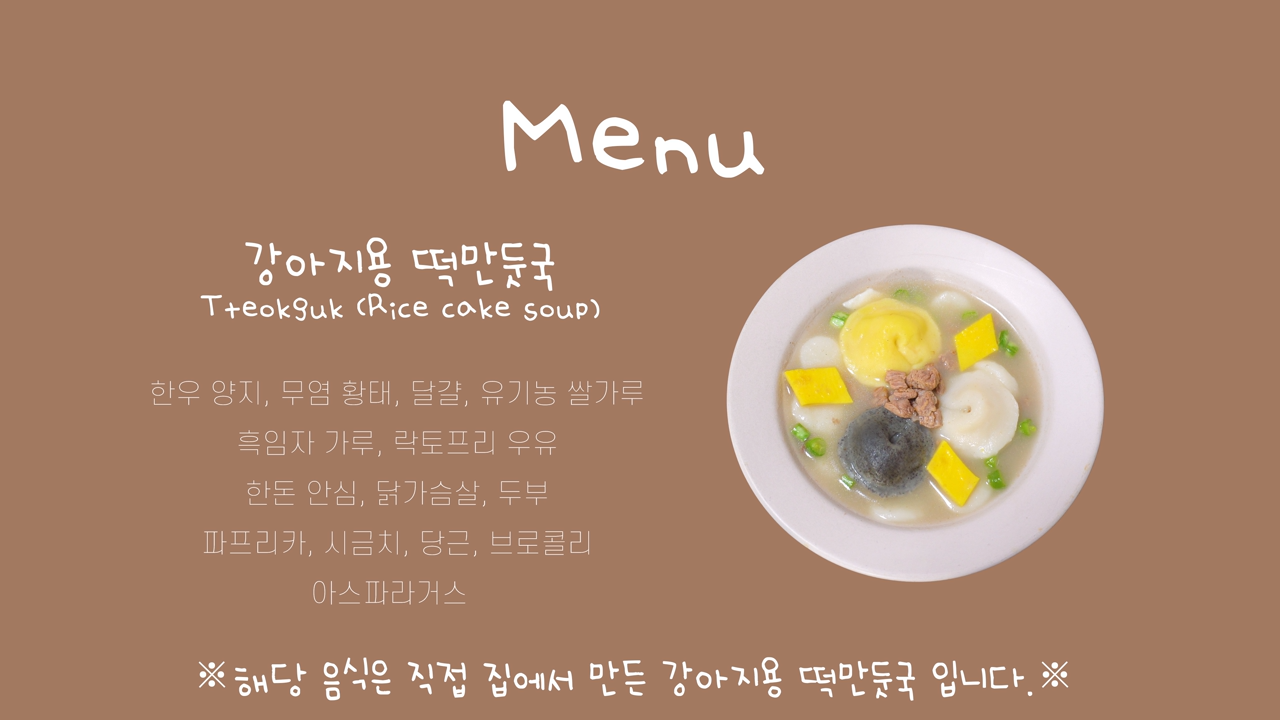 Menu
강아지용 떡만둣국
Tteokguk (Rice cake soup)
한우 양지, 무염 황태, 달걀, 유기농 쌀가루
흑임자 가루, 락토프리 우유
한돈 안심, 닭가슴살, 두부
파프리카, 시금치, 당근, 브로콜리
아스파라거스
※해당 음식은 직접 집에서 만든 강아지용 떡만둣국 입니다.※